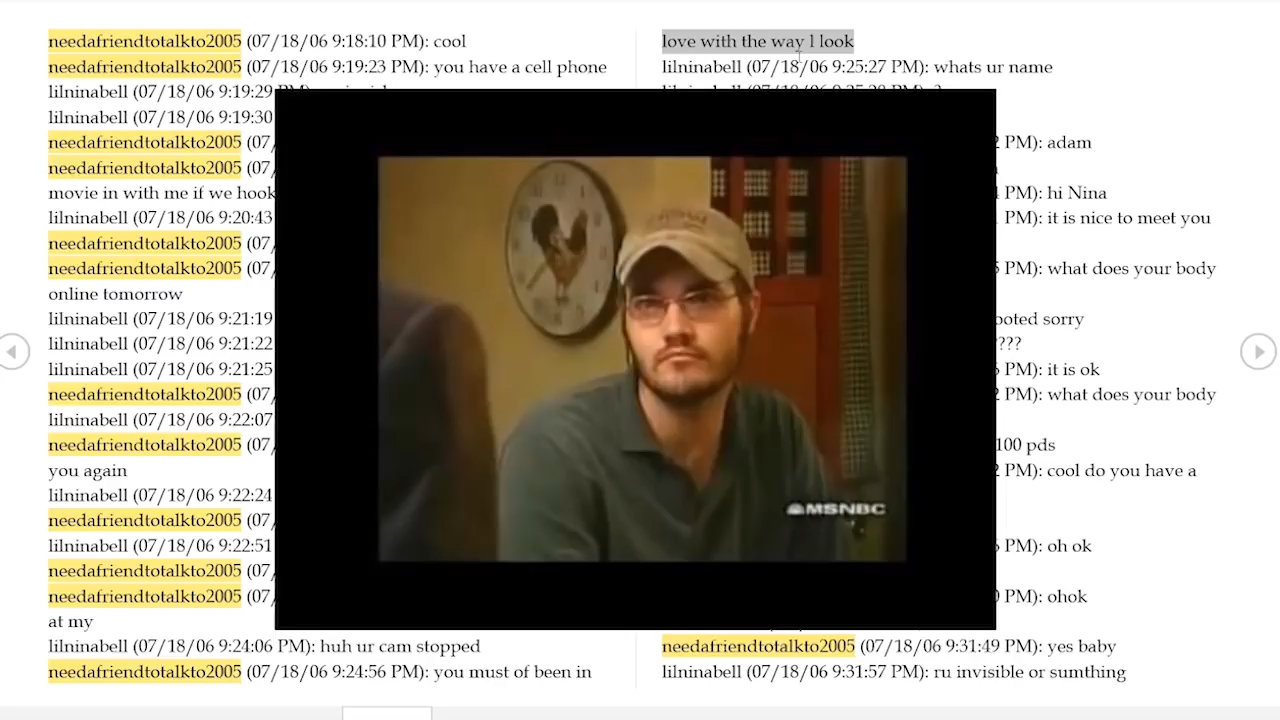 needafriendtotalkto2005 (07/18/06 9:18:10 PM): cool
needafriendtotalkto2005 (07/18/06 9:19:23 PM): you have a cell phone
lilninabell (07/18/06 9:19:29
lilninabell (07/18/06 9:19:30
needafriendtotalkto2005 (07/
needafriendtotalkto2005 (07/
movie in with me if we hook
lilninabell (07/18/06 9:20:43
needafriendtotalkto2005 (07/
needafriendtotalkto2005 (07/
online tomorrow
lilninabell (07/18/06 9:21:19
lilninabell (07/18/06 9:21:22
lilninabell (07/18/06 9:21:25
needafriendtotalkto2005 (07/
lilninabell (07/18/06 9:22:07
needafriendtotalkto2005 (07/
you again
lilninabell (07/18/06 9:22:24
needafriendtotalkto2005 (07/
lilninabell (07/18/06 9:22:51
needafriendtotalkto2005 (07/
needafriendtotalkto2005 (07/
at my
lilninabell (07/18/06 9:24:06 PM): huh ur cam stopped
needafriendtotalkto2005 (07/18/06 9:24:56 PM): you must of been in
love with the way I look
lilninabell (07/18/06 9:25:27 PM): whats ur name
PM): adam
PM): hi Nina
PM): it is nice to meet you
PM): what does your body
ooted sorry
???
PM): it is ok
PM): what does your body
100 pds
PM): cool do you have a
PM): oh ok
PM): ohok
needafriendtotalkto2005 (07/18/06 9:31:49 PM): yes baby
lilninabell (07/18/06 9:31:57 PM): ru invisible or sumthing
MSNBC